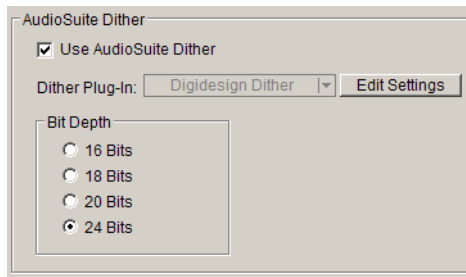 AudioSuite Dither
Use AudioSuite Dither
Dither Plug-In: Digidesign Dither Edit Settings
Bit Depth
16 Bits
18 Bits
20 Bits
24 Bits